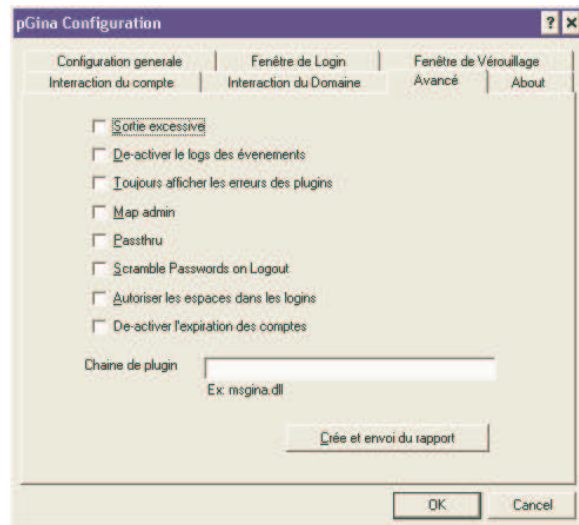 pGina Configuration
Configuration generale Fenêtre de Login Fenêtre de Vérouillage
Interraction du compte Interraction du Domaine Avancé About
Sortie excessive
De-activer le logs des évenements
Toujours afficher les erreurs des plugins
Map admin
Passthru
Scramble Passwords on Logout
Autoriser les espaces dans les logins
De-activer l'expiration des comptes
Chaine de plugin
Ex: msgina.dll
Crée et envoi du rapport
OK Cancel